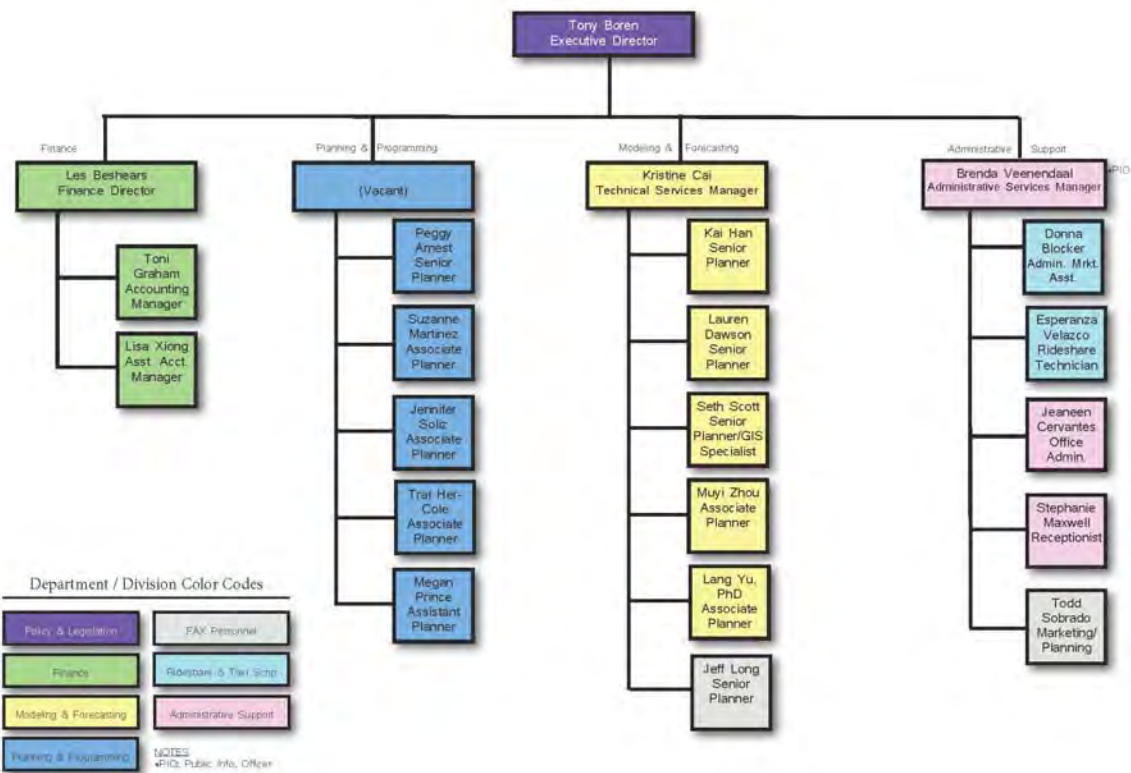 Tony Boren
Executive Director
Finance
Planning & Programming
Modeling & Forecasting
Administrative Support
Les Beshears
Finance Director
(Vacant)
Kristine Cai
Technical Services Manager
Brenda Veenendaal
Administrative Services Manager
•PIO
Toni
Graham
Accounting
Manager
Lisa Xiong
Asst. Acct.
Manager
Peggy
Arnest
Senior
Planner
Suzanne
Martinez
Associate
Planner
Jennifer
Soliz
Associate
Planner
Trai Her-
Cole
Associate
Planner
Megan
Prince
Assistant
Planner
Kai Han
Senior
Planner
Lauren
Dawson
Senior
Planner
Seth Scott
Senior
Planner/GIS
Specialist
Muyi Zhou
Associate
Planner
Lang Yu,
PhD
Associate
Planner
Jeff Long
Senior
Planner
Donna
Blocker
Admin. Mrkt.
Asst.
Esperanza
Velazco
Rideshare
Technician
Jeaneen
Cervantes
Office
Admin.
Stephanie
Maxwell
Receptionist
Todd
Sobrado
Marketing/
Planning
Department / Division Color Codes
Policy & Legislation
FAX Personnel
Finance
Rideshare & Taxi Scrip
Modeling & Forecasting
Administrative Support
Planning & Programming
NOTES
•PIO: Public Info. Officer